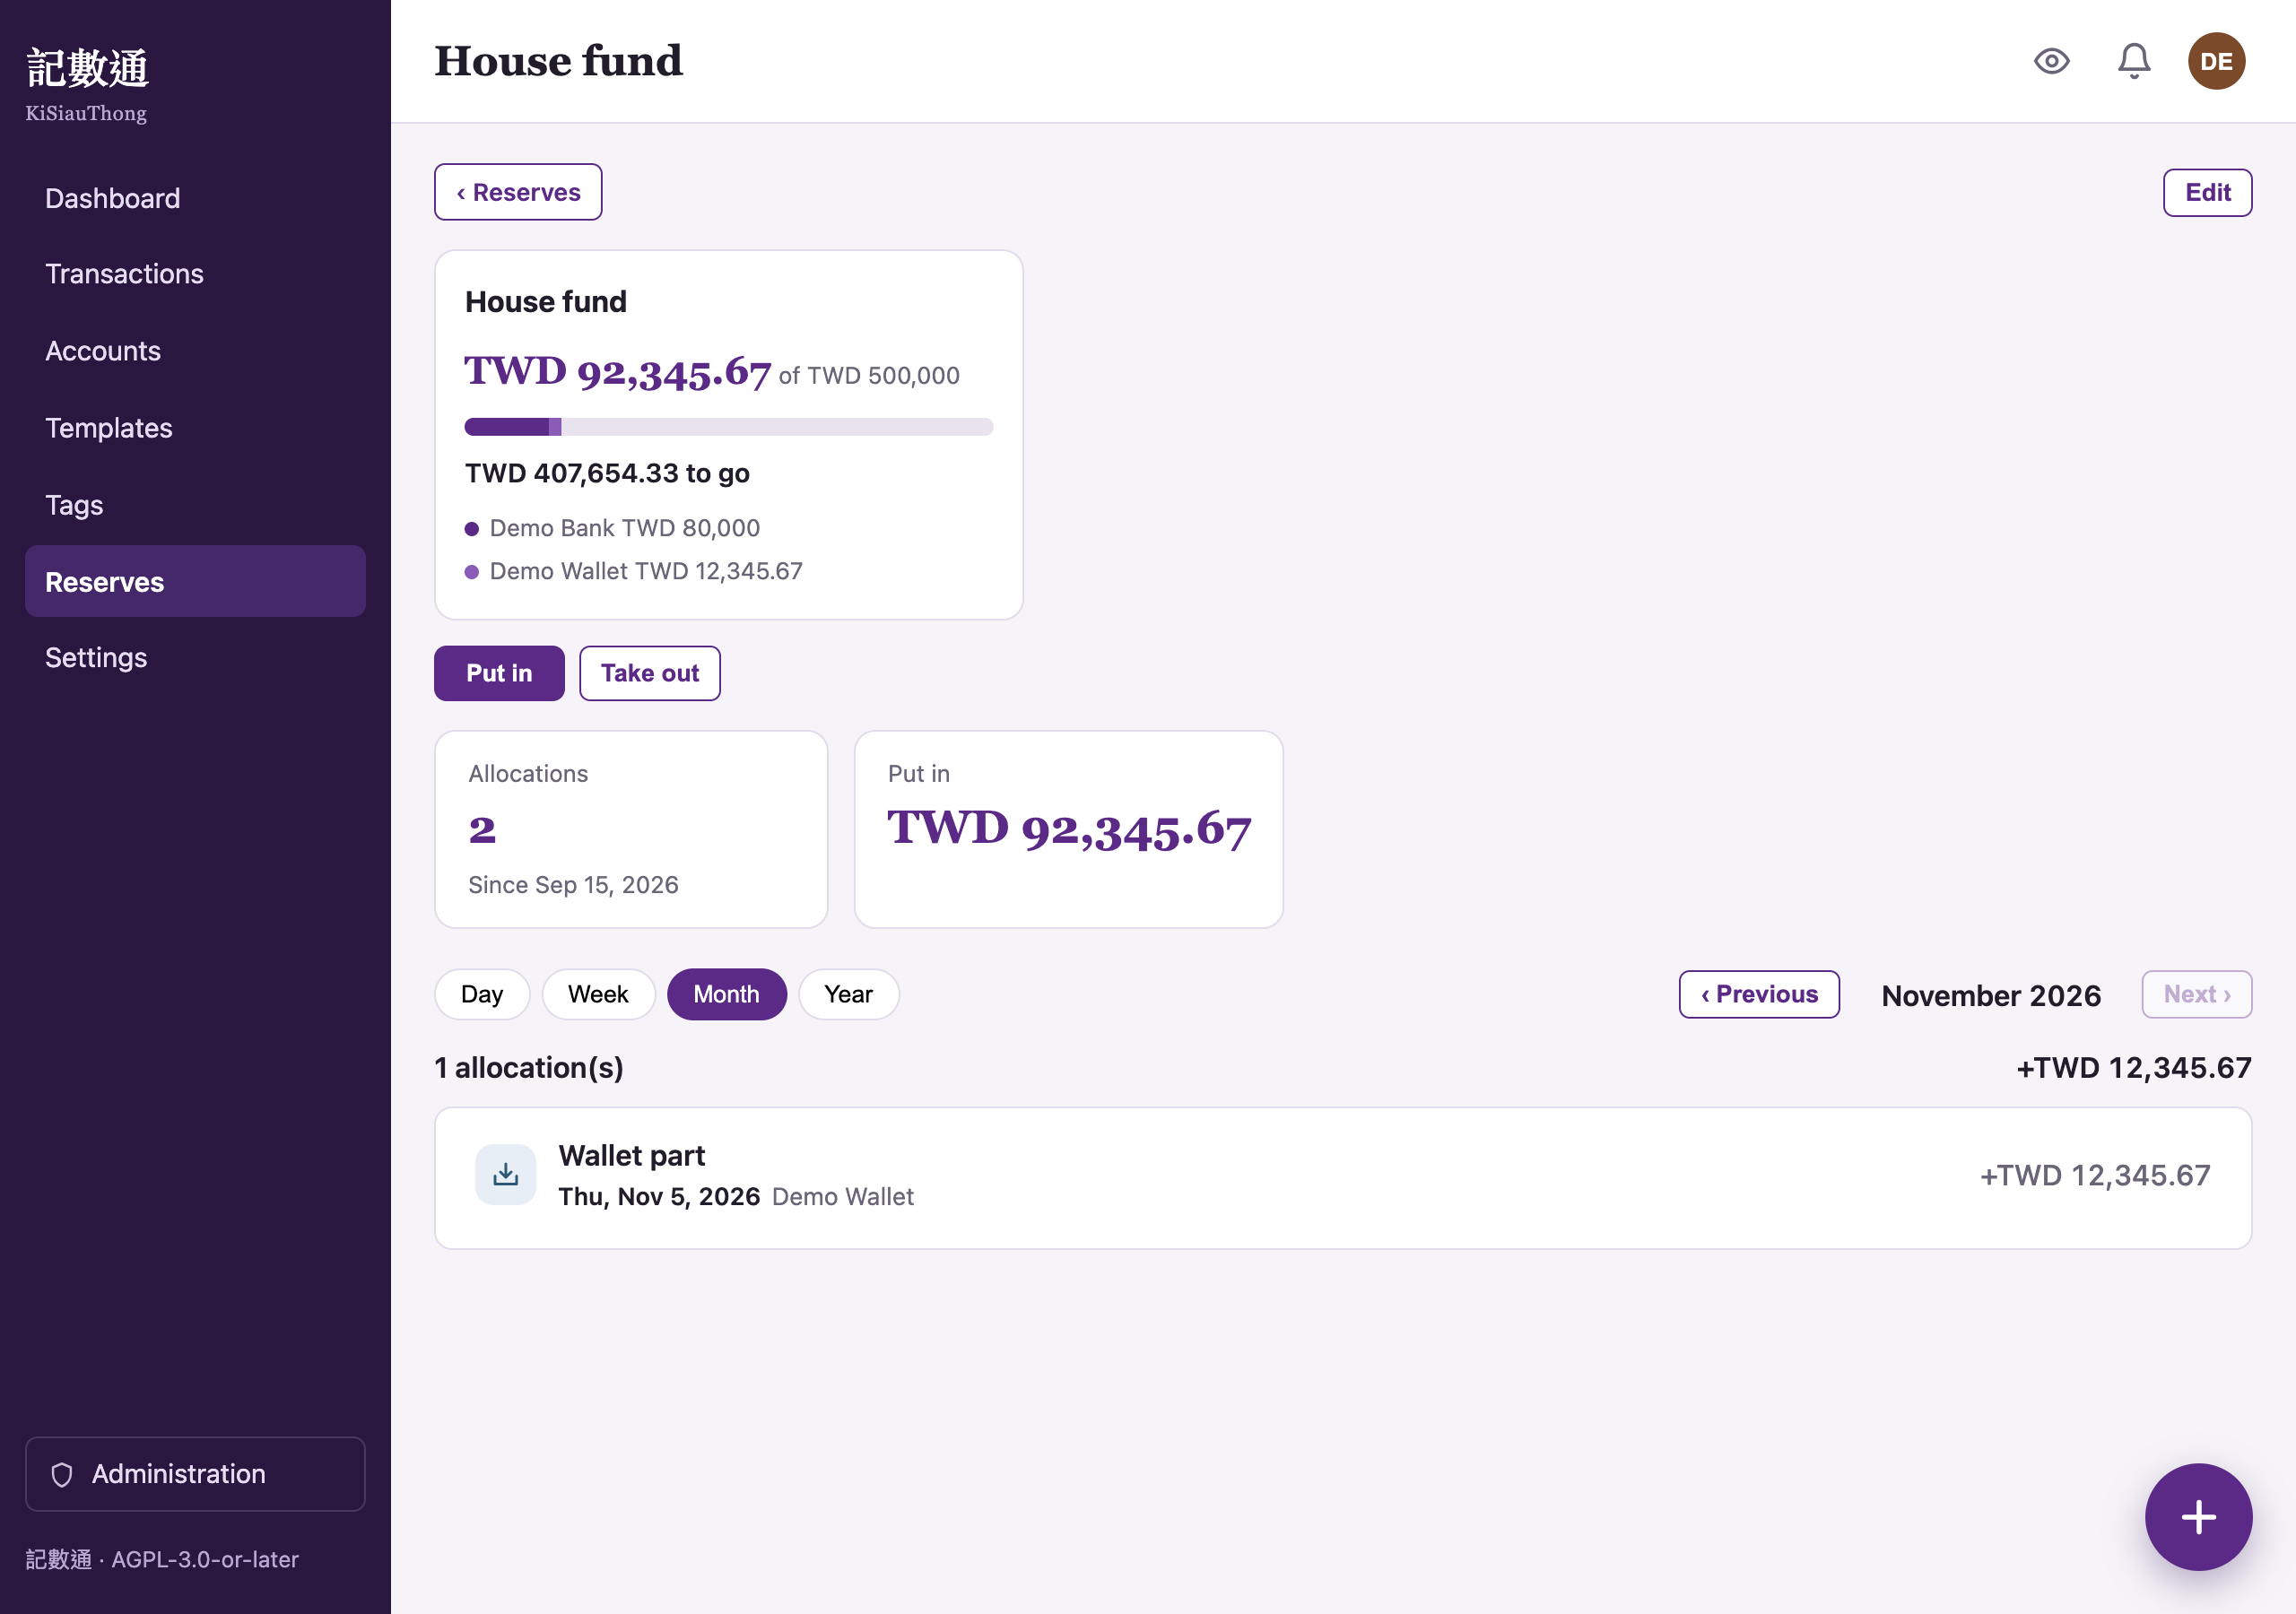 記數通
KiSiauThong
Dashboard
Transactions
Accounts
Templates
Tags
Reserves
Settings
Administration
記數通 · AGPL-3.0-or-later
House fund
DE
‹ Reserves
Edit
House fund
TWD 92,345.67 of TWD 500,000
TWD 407,654.33 to go
Demo Bank TWD 80,000
Demo Wallet TWD 12,345.67
Put in
Take out
Allocations
2
Since Sep 15, 2026
Put in
TWD 92,345.67
Day
Week
Month
Year
‹ Previous
November 2026
Next ›
1 allocation(s)
+TWD 12,345.67
Wallet part
Thu, Nov 5, 2026 Demo Wallet
+TWD 12,345.67